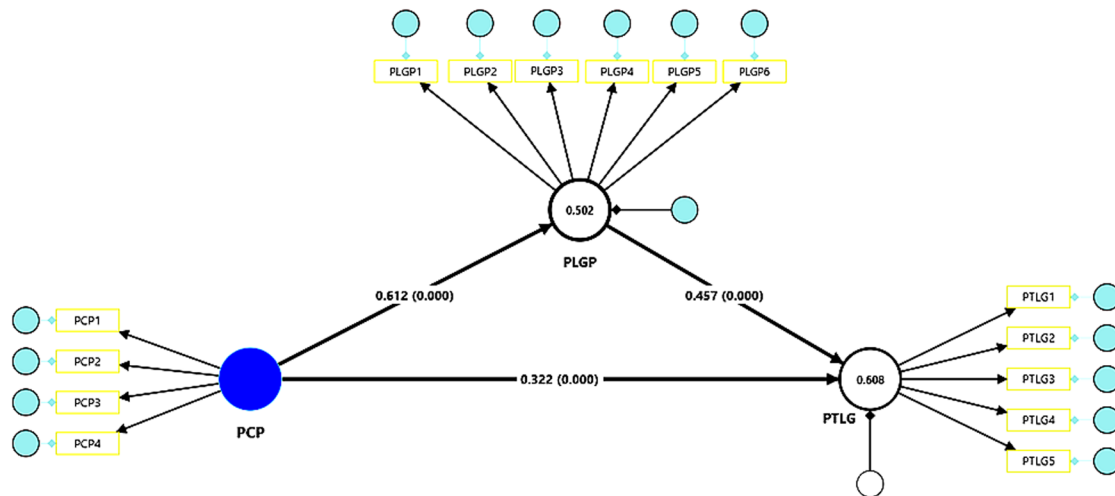 PLGP1
PLGP2
PLGP3
PLGP4
PLGP5
PLGP6
0.502
PLGP
0.612 (0.000)
0.457 (0.000)
PCP1
PCP2
PCP3
PCP4
PCP
0.322 (0.000)
0.608
PTLG
PTLG1
PTLG2
PTLG3
PTLG4
PTLG5